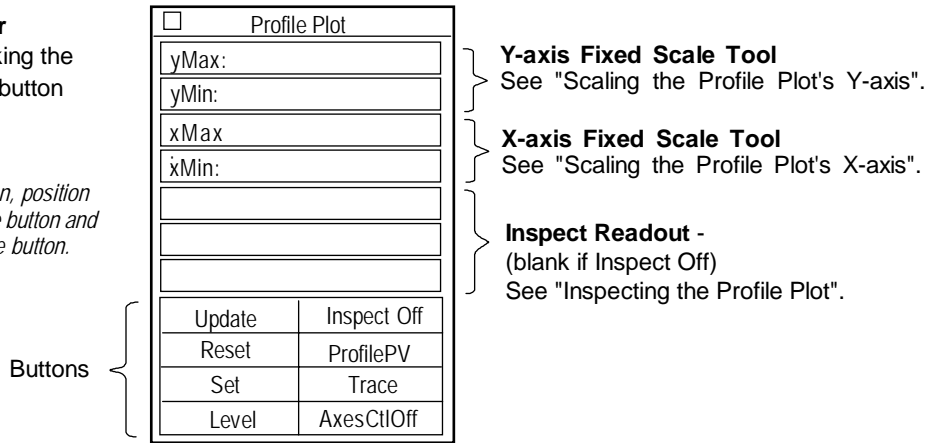 r
king the
button
n, position
e button and
e button.
Profile Plot
yMax:
yMin:
xMax
xMin:
Update Inspect Off
Reset ProfilePV
Set Trace
Level AxesCtlOff
Buttons
Y-axis Fixed Scale Tool
See "Scaling the Profile Plot's Y-axis".
X-axis Fixed Scale Tool
See "Scaling the Profile Plot's X-axis".
Inspect Readout -
(blank if Inspect Off)
See "Inspecting the Profile Plot".